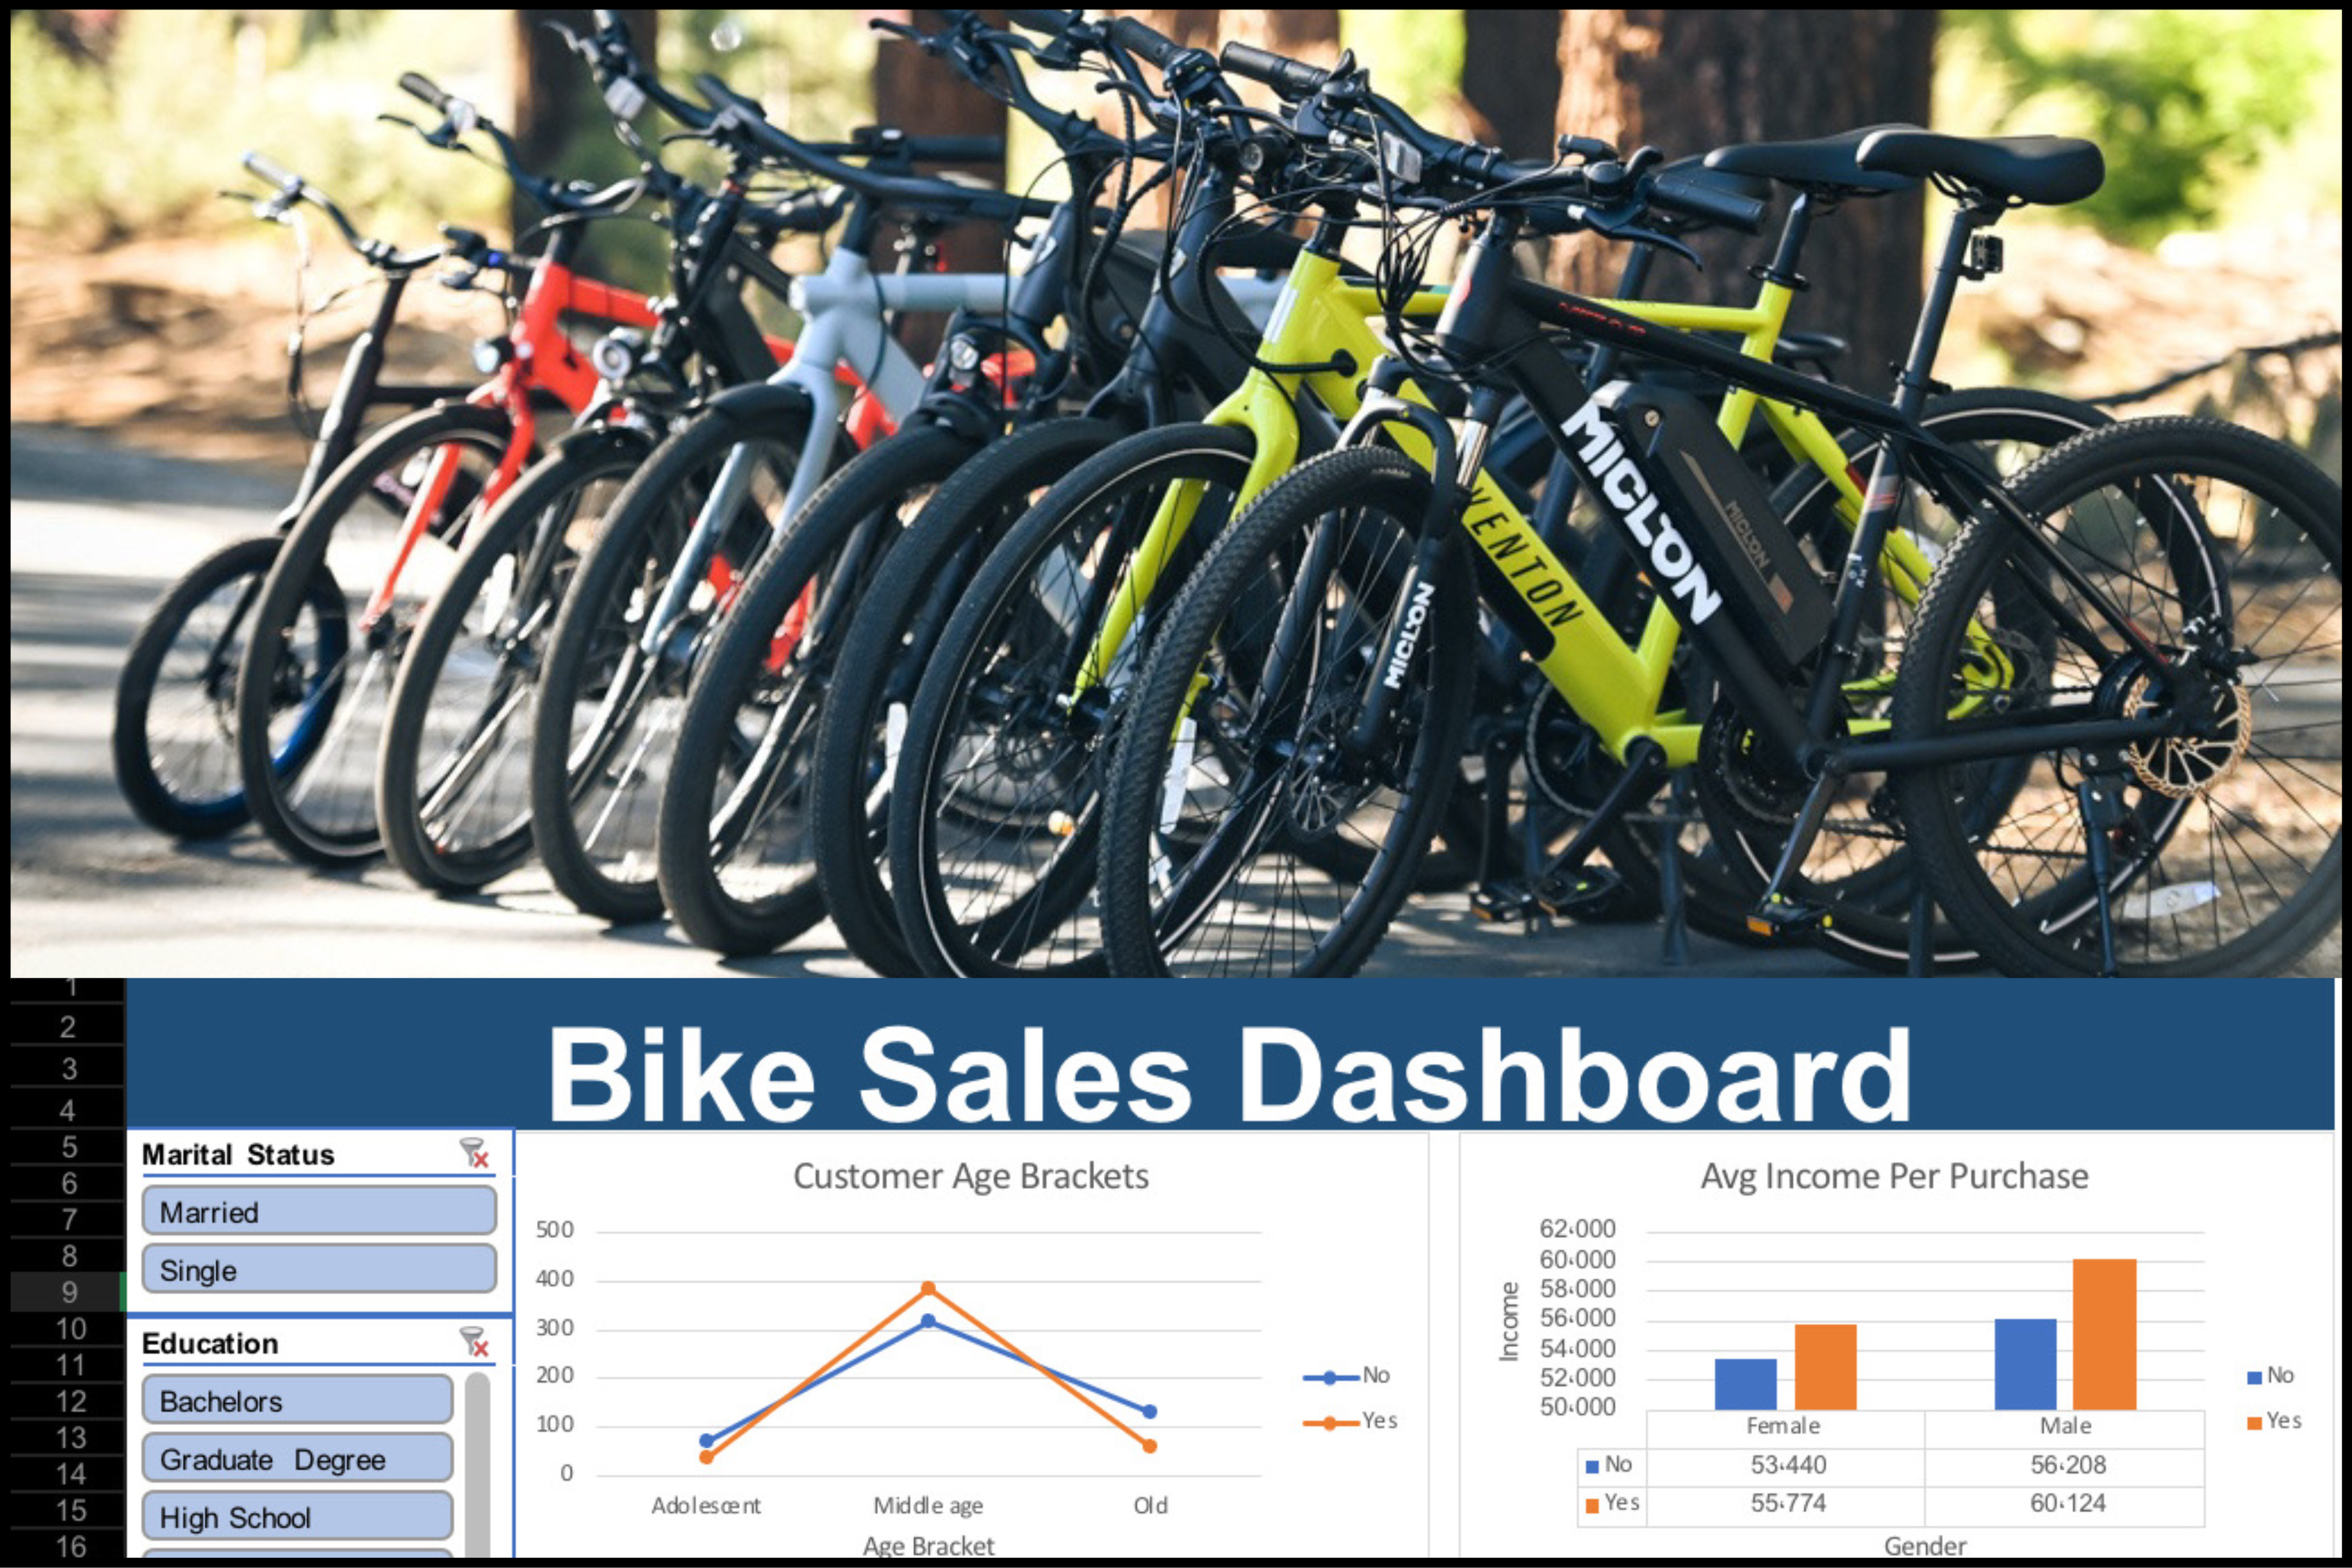 MICLON
MICLON
VENTON
MICLON
1
2
3
4
5
6
7
8
9
10
11
12
13
14
15
16
Bike Sales Dashboard
Marital Status
Married
Single
Education
Bachelors
Graduate Degree
High School
Customer Age Brackets
500
400
300
200
100
0
Adolescent
Middle age
Old
Age Bracket
No
Yes
Avg Income Per Purchase
Income
62،000
60،000
58،000
56،000
54،000
52،000
50،000
Female
Male
No 53،440 56،208
Yes 55،774 60،124
Gender
No
Yes